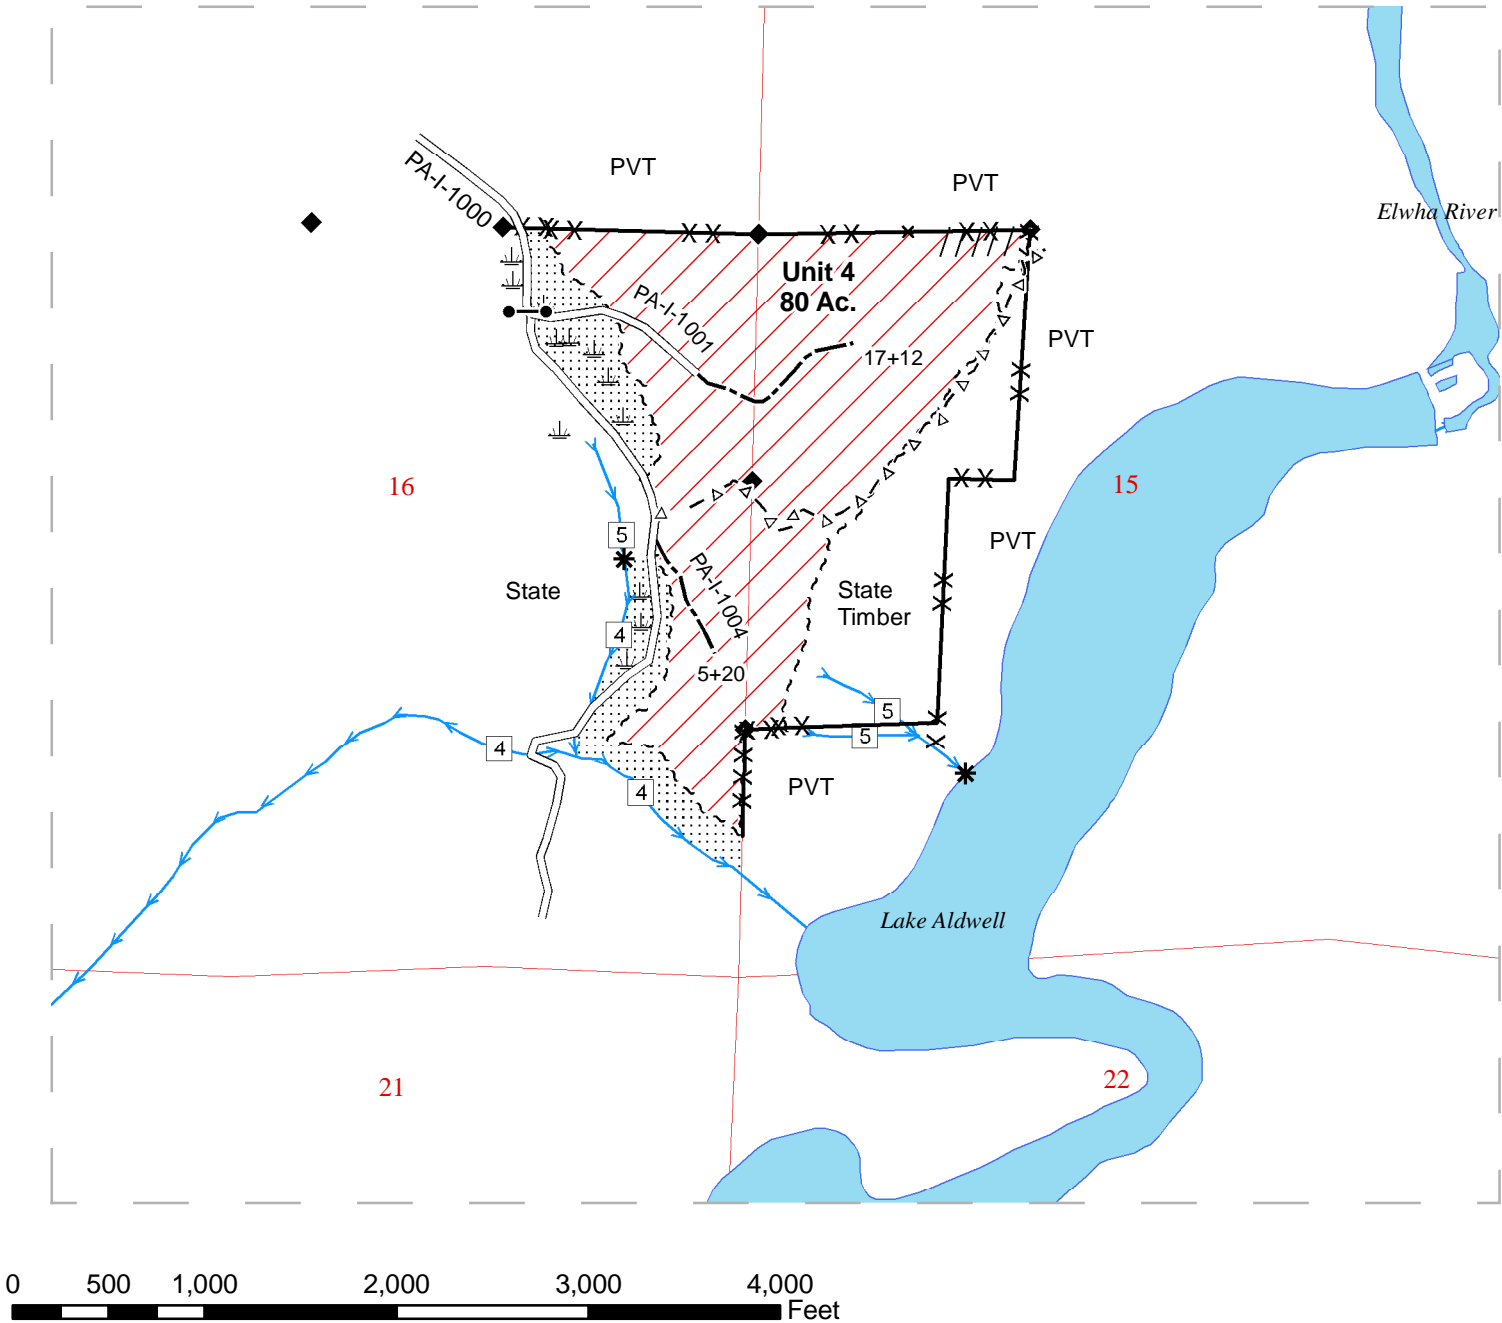 PVT
PVT
PA-I-1000
Elwha River
Unit 4
80 Ac.
PA-I-1001
PVT
17+12
16
15
5
PVT
PA-I-1004
State
State
Timber
4
5+20
5
5
4
PVT
4
Lake Aldwell
21
22
0 500 1,000 2,000 3,000 4,000
Feet